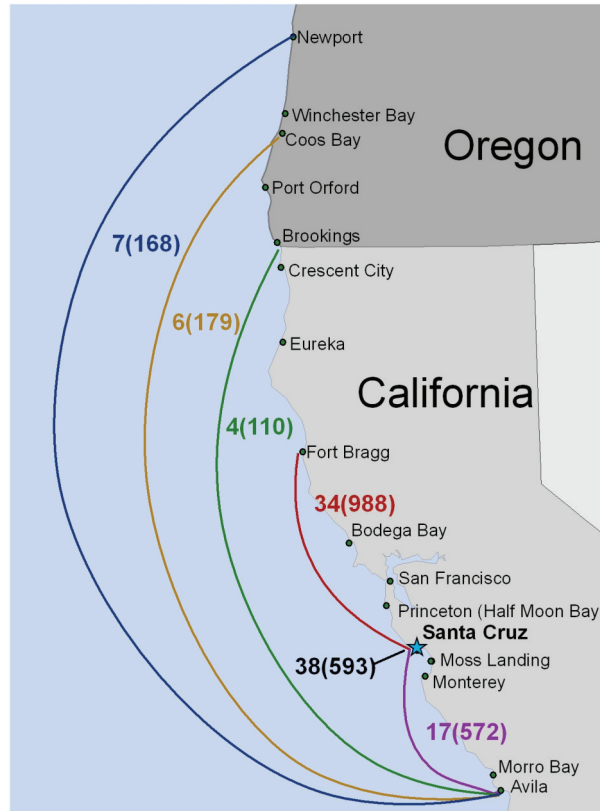 Newport
Winchester Bay
Coos Bay
Oregon
Port Orford
Brookings
7(168)
Crescent City
6(179)
Eureka
California
4(110)
Fort Bragg
34(988)
Bodega Bay
San Francisco
Princeton (Half Moon Bay
Santa Cruz
38(593)
Moss Landing
Monterey
17(572)
Morro Bay
Avila